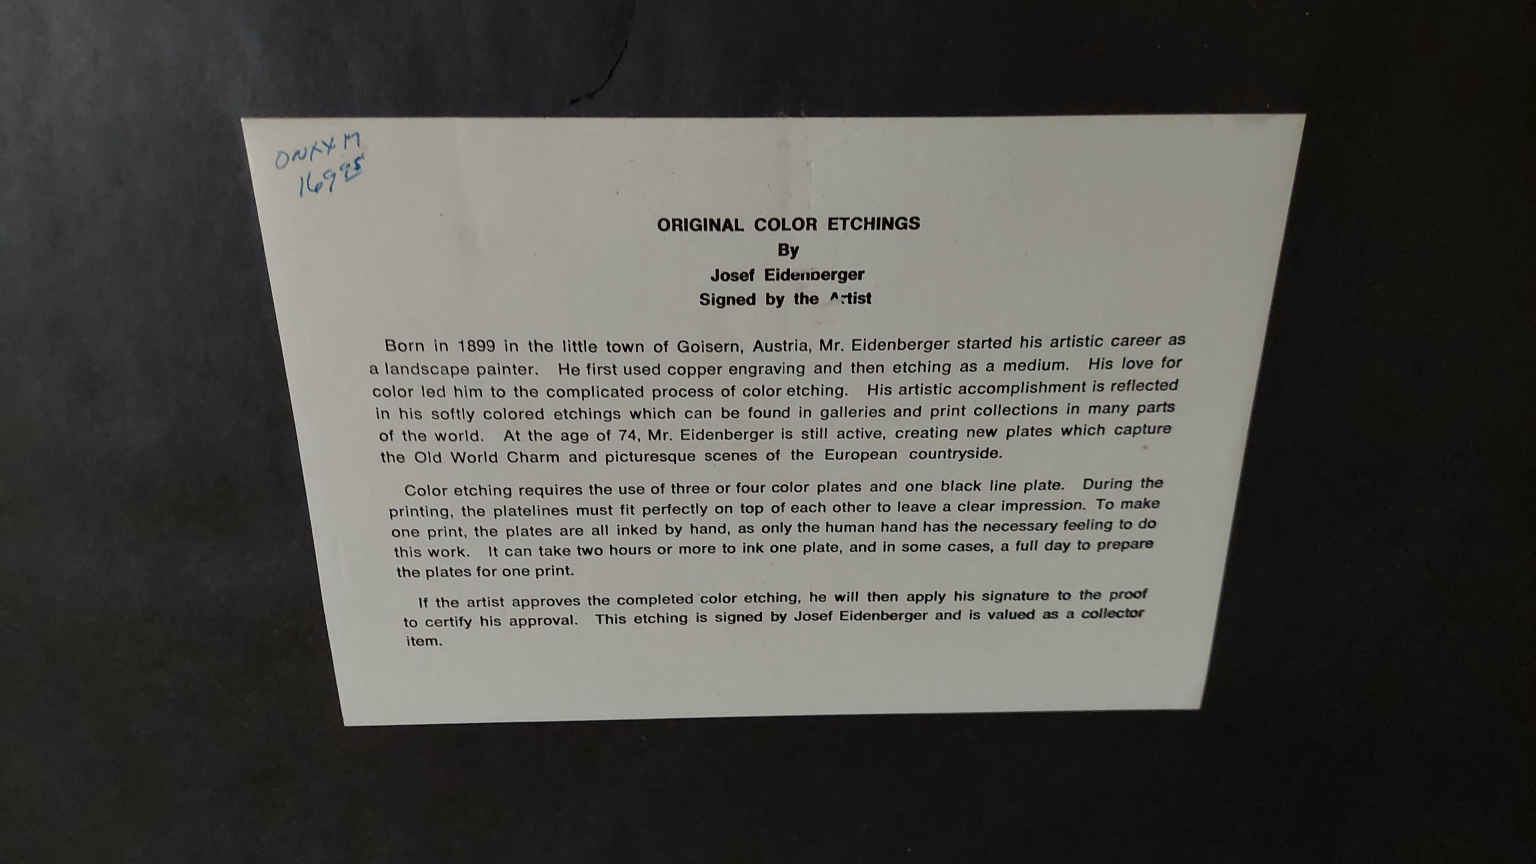 169 95
ORIGINAL COLOR ETCHINGS
By
Josef Eidenberger
Signed by the Artist
Born in 1899 in the little town of Goisern, Austria, Mr. Eidenberger started his artistic career as
a landscape painter. He first used copper engraving and then etching as a medium. His love for
color led him to the complicated process of color etching. His artistic accomplishment is reflected
in his softly colored etchings which can be found in galleries and print collections in many parts
of the world. At the age of 74, Mr. Eidenberger is still active, creating new plates which capture
the Old World Charm and picturesque scenes of the European countryside.
Color etching requires the use of three or four color plates and one black line plate. During the
printing, the platelines must fit perfectly on top of each other to leave a clear impression. To make
one print, the plates are all inked by hand, as only the human hand has the necessary feeling to do
this work. It can take two hours or more to ink one plate, and in some cases, a full day to prepare
the plates for one print.
If the artist approves the completed color etching, he will then apply his signature to the proof
to certify his approval. This etching is signed by Josef Eidenberger and is valued as a collector
item.